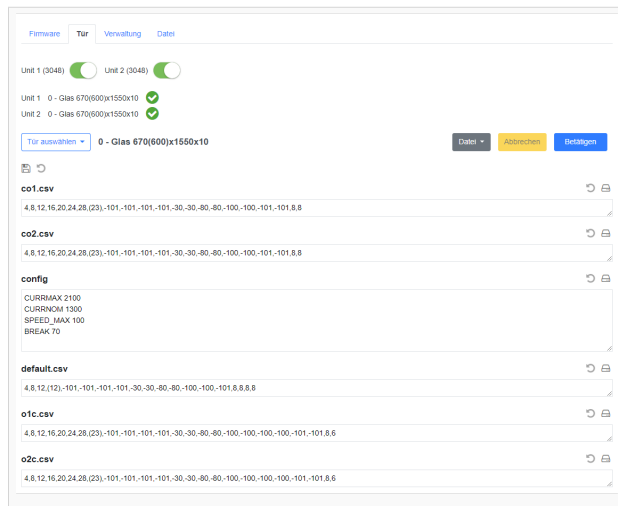 Firmware Tür Verwaltung Datei
Unit 1 (3048) Unit 2 (3048)
Unit 1 0 - Glas 670(600)x1550x10
Unit 2 0 - Glas 670(600)x1550x10
Tür auswählen 0 - Glas 670(600)x1550x10 Datei Abbrechen Betätigen
co1.csv
4,8,12,16,20,24,28,(23),-101,-101,-101,-101,-30,-30,-80,-80,-100,-100,-101,-101,8,8
co2.csv
4,8,12,16,20,24,28,(23),-101,-101,-101,-101,-30,-30,-80,-80,-100,-100,-101,-101,8,8
config
CURRMAX 2100
CURRNOM 1300
SPEED_MAX 100
BREAK 70
default.csv
4,8,12,(12),-101,-101,-101,-101,-30,-30,-80,-80,-100,-100,-101,8,8,8,8
o1c.csv
4,8,12,16,20,24,28,(23),-101,-101,-101,-101,-30,-30,-80,-80,-100,-100,-100,-100,-101,-101,8,6
o2c.csv
4,8,12,16,20,24,28,(23),-101,-101,-101,-101,-30,-30,-80,-80,-100,-100,-100,-100,-101,-101,8,6